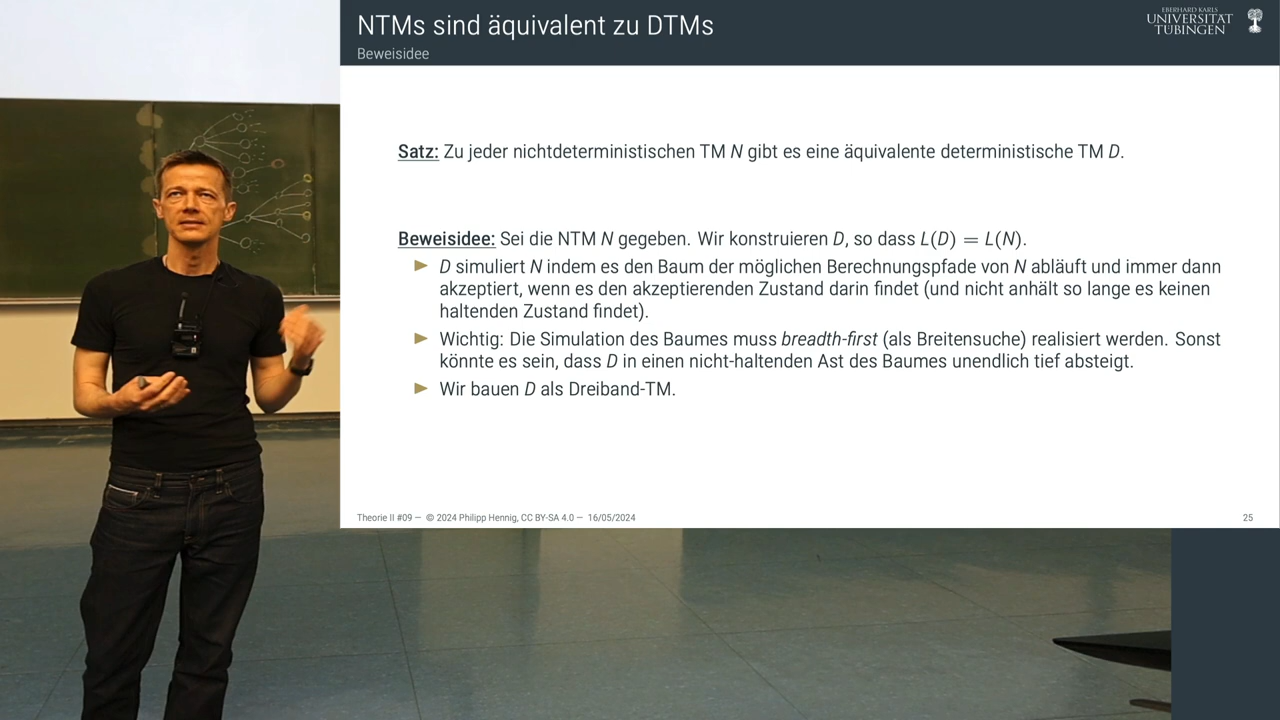 NTMs sind äquivalent zu DTMs
Beweisidee
EBERHARD KARLS
UNIVERSITÄT
TÜBINGEN
Satz: Zu jeder nichtdeterministischen TM N gibt es eine äquivalente deterministische TM D.
Beweisidee: Sei die NTM N gegeben. Wir konstruieren D, so dass L(D) = L(N).
▶ D simuliert N indem es den Baum der möglichen Berechnungspfade von N abläuft und immer dann
akzeptiert, wenn es den akzeptierenden Zustand darin findet (und nicht anhält so lange es keinen
haltenden Zustand findet).
▶ Wichtig: Die Simulation des Baumes muss breadth-first (als Breitensuche) realisiert werden. Sonst
könnte es sein, dass D in einen nicht-haltenden Ast des Baumes unendlich tief absteigt.
▶ Wir bauen D als Dreiband-TM.
Theorie II #09 — © 2024 Philipp Hennig, CC BY-SA 4.0 — 16/05/2024
25